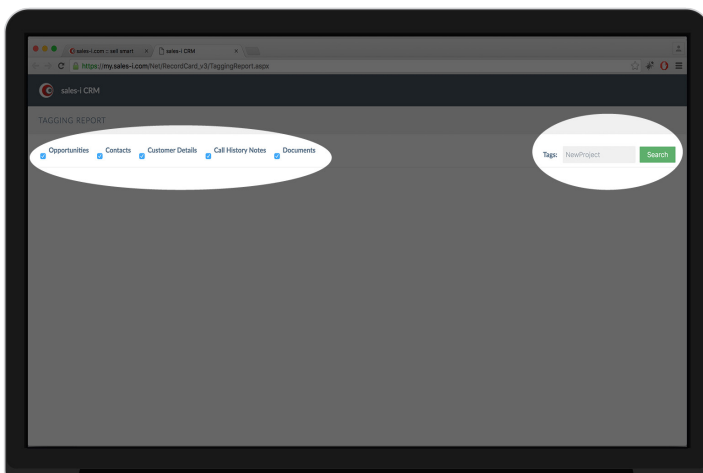 sales-i.com :: sell smart
sales-i CRM
https://my.sales-i.com/Net/RecordCard_v3/TaggingReport.aspx
sales-i CRM
TAGGING REPORT
Opportunities Contacts Customer Details Call History Notes Documents
Tags: NewProject Search